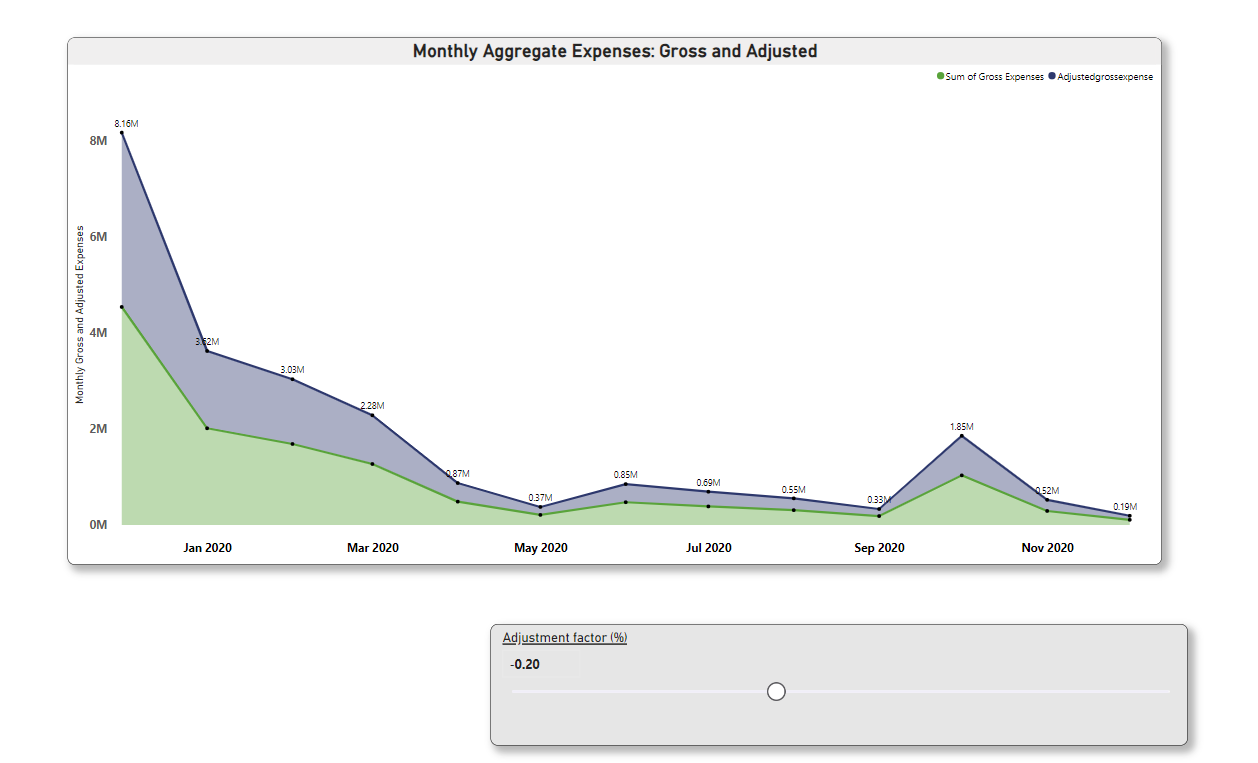 Monthly Aggregate Expenses: Gross and Adjusted
Sum of Gross Expenses Adjustedgrossexpense
Monthly Gross and Adjusted Expenses
8M
6M
4M
2M
0M
8.16M
3.62M
3.03M
2.28M
0.87M
0.37M
0.85M
0.69M
0.55M
0.33M
1.85M
0.52M
0.19M
Jan 2020 Mar 2020 May 2020 Jul 2020 Sep 2020 Nov 2020
Adjustment factor (%)
-0.20